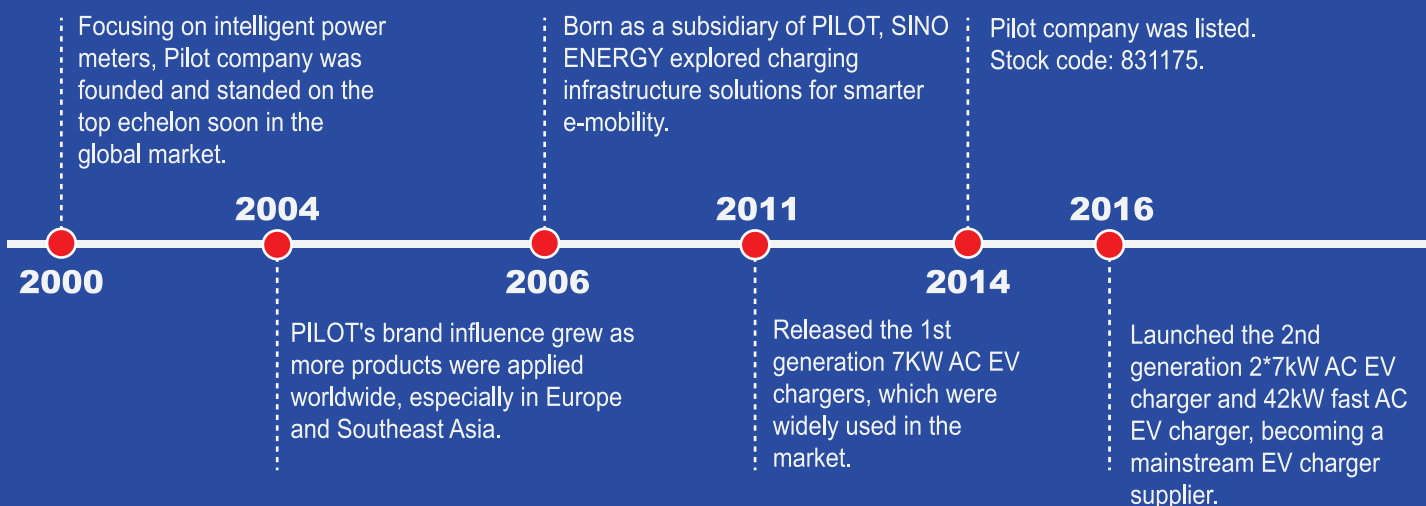 Focusing on intelligent power
meters, Pilot company was
founded and standed on the
top echelon soon in the
global market.
2000
2004
PILOT's brand influence grew as
more products were applied
worldwide, especially in Europe
and Southeast Asia.
Born as a subsidiary of PILOT, SINO
ENERGY explored charging
infrastructure solutions for smarter
e-mobility.
2006
2011
Released the 1st
generation 7KW AC EV
chargers, which were
widely used in the
market.
Pilot company was listed.
Stock code: 831175.
2014
2016
Launched the 2nd
generation 2*7kW AC EV
charger and 42kW fast AC
EV charger, becoming a
mainstream EV charger
supplier.